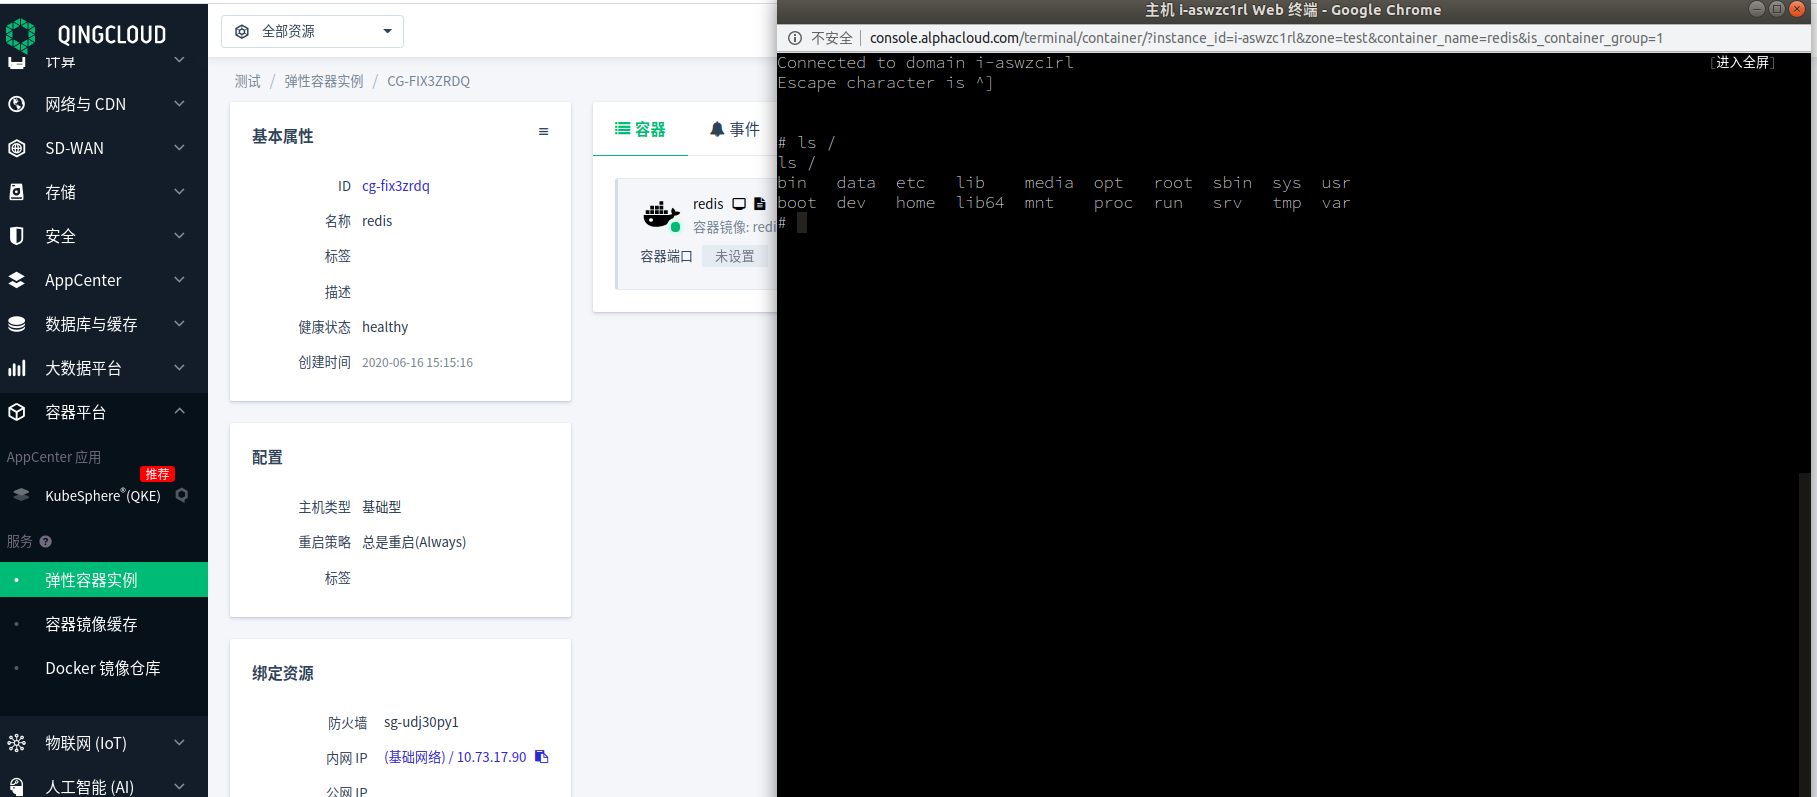 QINGCLOUD
计算
网络与 CDN
SD-WAN
存储
安全
AppCenter
数据库与缓存
大数据平台
容器平台
AppCenter 应用
推荐
KubeSphere®(QKE)
服务
弹性容器实例
容器镜像缓存
Docker 镜像仓库
物联网 (IoT)
人工智能 (AI)
全部资源
测试 / 弹性容器实例 / CG-FIX3ZRDQ
基本属性
ID cg-fix3zrdq
名称 redis
标签
描述
健康状态 healthy
创建时间 2020-06-16 15:15:16
配置
主机类型 基础型
重启策略 总是重启(Always)
标签
绑定资源
防火墙 sg-udj30py1
内网 IP (基础网络) / 10.73.17.90
公网 IP
容器 事件
redis
容器镜像: redi
容器端口 未设置
主机 i-aswzc1rl Web 终端 - Google Chrome
不安全 console.alphacloud.com/terminal/container/?instance_id=i-aswzc1rl&zone=test&container_name=redis&is_container_group=1
Connected to domain i-aswzc1rl
[进入全屏]
Escape character is ^]
# ls /
ls /
bin data etc lib media opt root sbin sys usr
boot dev home lib64 mnt proc run srv tmp var
#